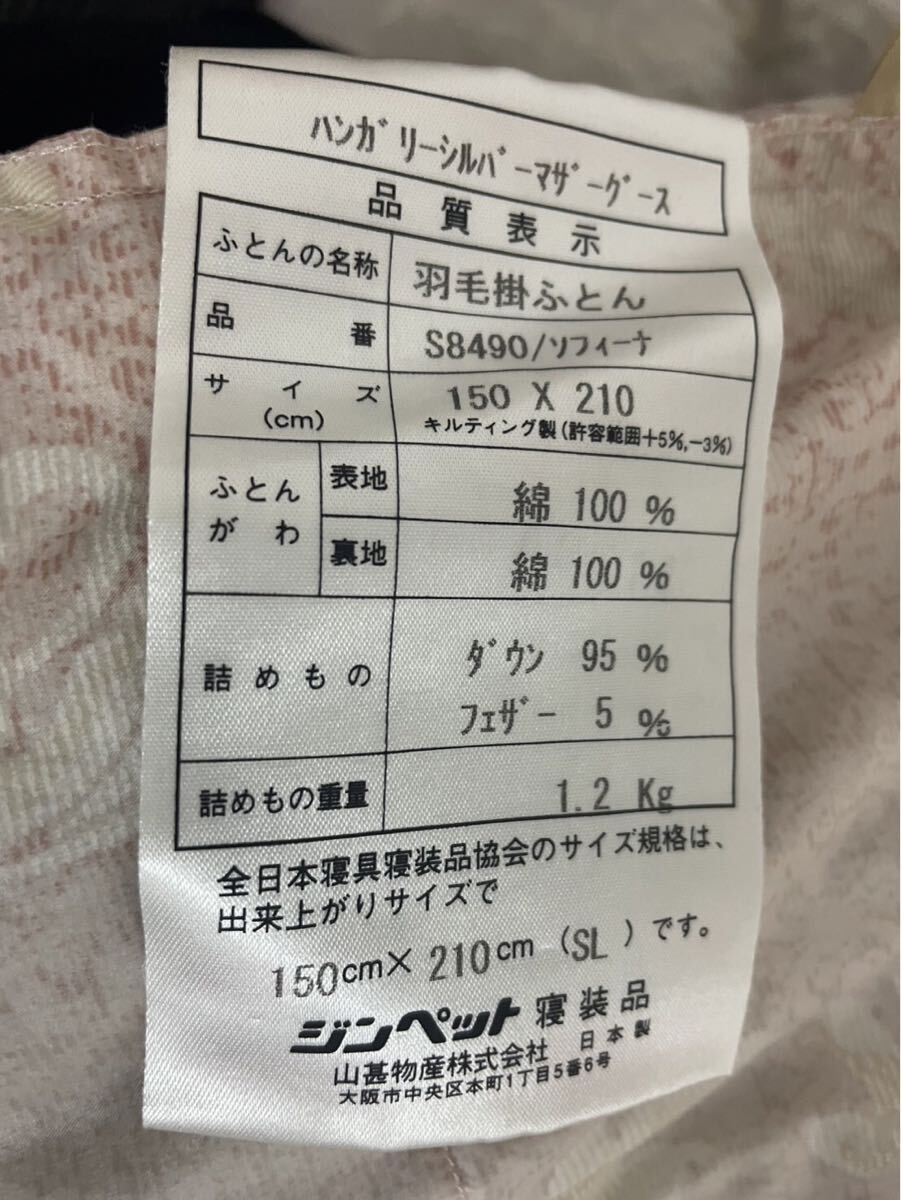 ﾊﾝｶﾞﾘｰｼﾙﾊﾞｰﾏｻﾞｰｸﾞｰｽ
品質表示
ふとんの名称 羽毛掛ふとん
品番 S8490/ソフィーナ
サイズ(cm) 150 X 210
キルティング製(許容範囲+5%,-3%)
ふとんがわ 表地 綿 100 %
裏地 綿 100 %
詰めもの ﾀﾞｳﾝ 95 %
ﾌｪｻﾞｰ 5 %
詰めもの重量 1.2 Kg
全日本寝具寝装品協会のサイズ規格は、
出来上がりサイズで
150cm× 210cm (SL)です。
ジンペット 寝装品
山甚物産株式会社 日本製
大阪市中央区本町1丁目5番6号